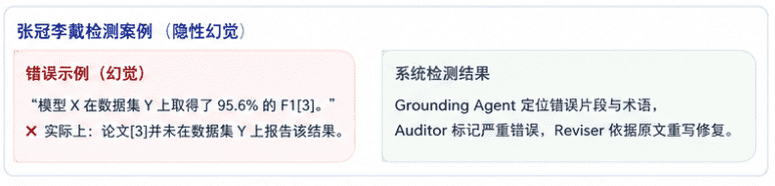 张冠李戴检测案例（隐性幻觉）
错误示例（幻觉）
“模型 X 在数据集 Y 上取得了 95.6% 的 F1[3]。”
✕ 实际上：论文[3]并未在数据集 Y 上报告该结果。
系统检测结果
Grounding Agent 定位错误片段与术语，
Auditor 标记严重错误，Reviser 依据原文重写修复。